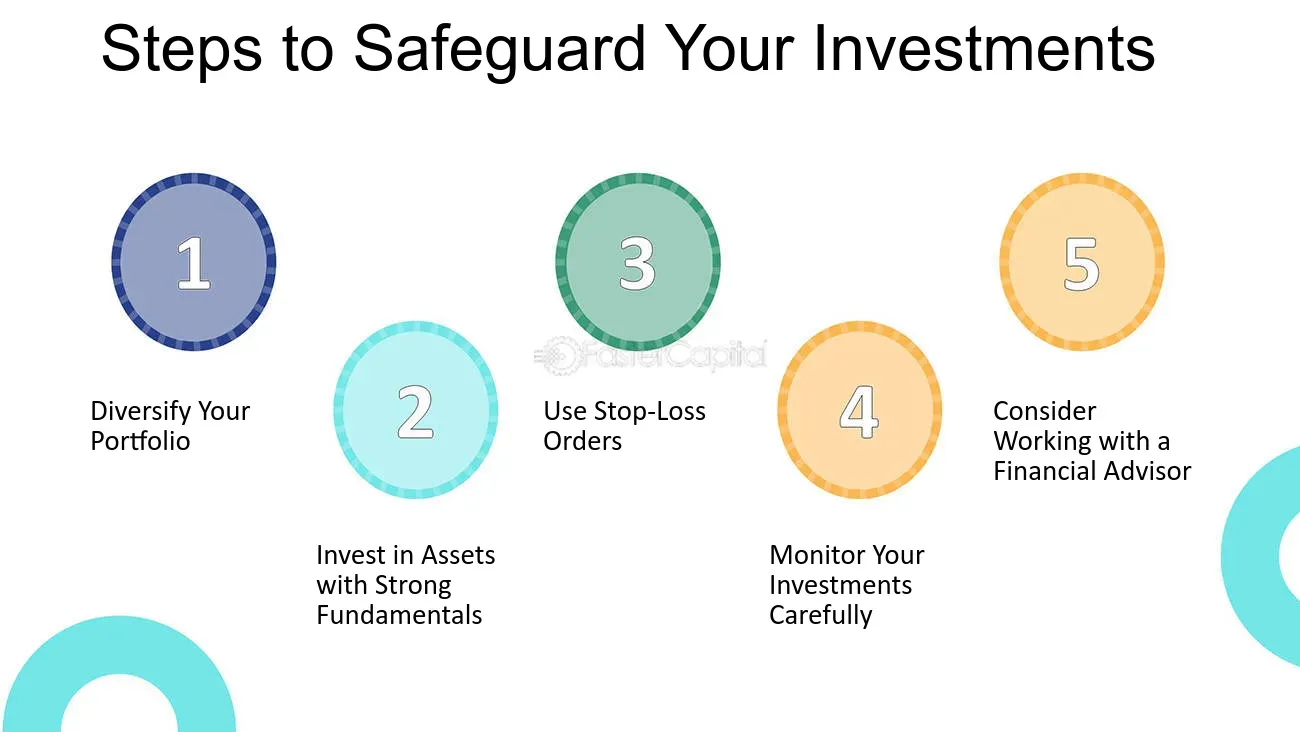 Steps to Safeguard Your Investments
1
Diversify Your
Portfolio
2
Invest in Assets
with Strong
Fundamentals
3
Use Stop-Loss
Orders
4
Monitor Your
Investments
Carefully
5
Consider
Working with a
Financial Advisor
FasterCapital